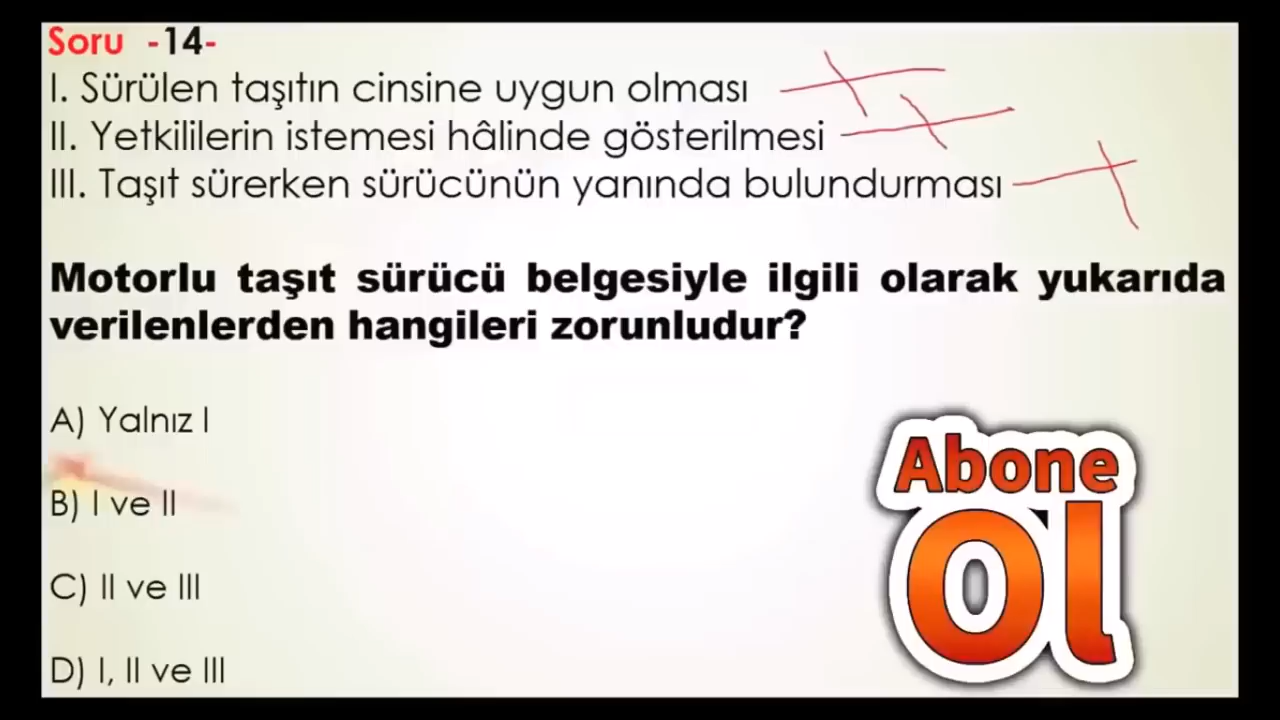 Soru -14-
I. Sürülen taşıtın cinsine uygun olması
II. Yetkililerin istemesi hâlinde gösterilmesi
III. Taşıt sürerken sürücünün yanında bulundurması
Motorlu taşıt sürücü belgesiyle ilgili olarak yukarıda
verilenlerden hangileri zorunludur?
A) Yalnız I
B) I ve II
C) II ve III
D) I, II ve III
Abone
Ol